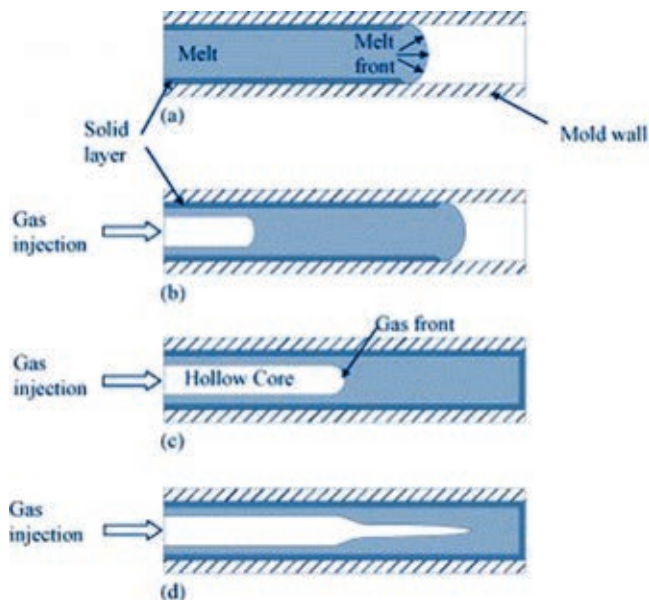 Melt
Melt
front
(a)
Solid
layer
Mold wall
Gas
injection
(b)
Gas front
Gas
injection
Hollow Core
(c)
Gas
injection
(d)